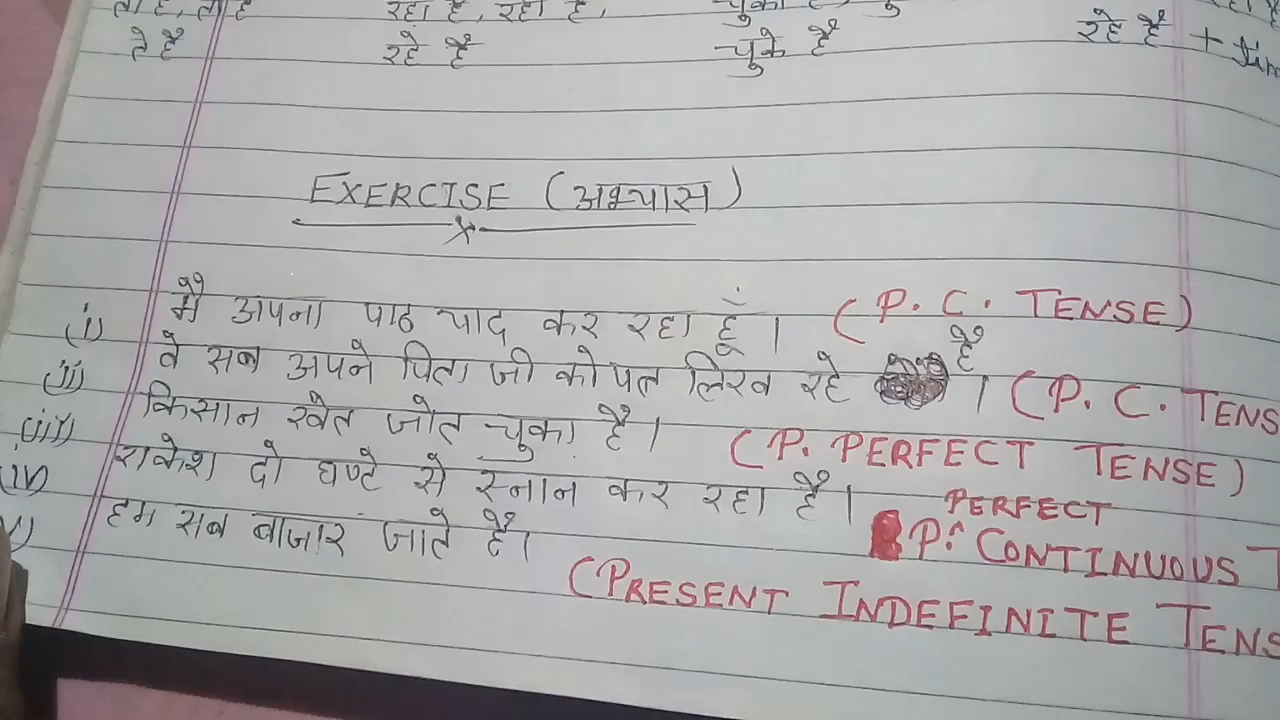 ते हैं रहे हैं चुके हैं रहे हैं +
EXERCISE (अभ्यास)
(i) मैं अपना पाठ याद कर रहा हूँ। (P. C. TENSE)
(ii) वे सब अपने पिता जी को पत्र लिख रहे हैं। (P. C. TENS
(iii) किसान खेत जोत चुका है। (P. PERFECT TENSE)
(iv) राकेश दो घण्टे से स्नान कर रहा है। P. PERFECT CONTINUOUS T
हम सब बाजार जाते हैं। (PRESENT INDEFINITE TENS